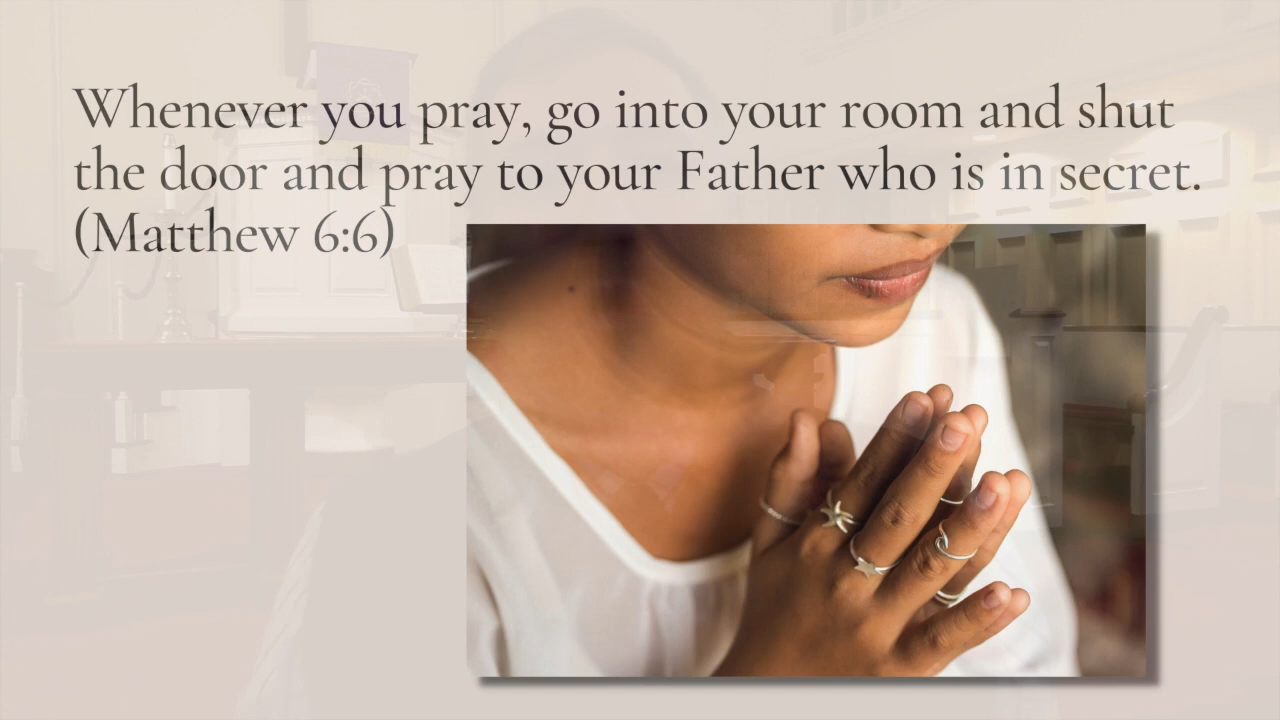 Whenever you pray, go into your room and shut
the door and pray to your Father who is in secret.
(Matthew 6:6)